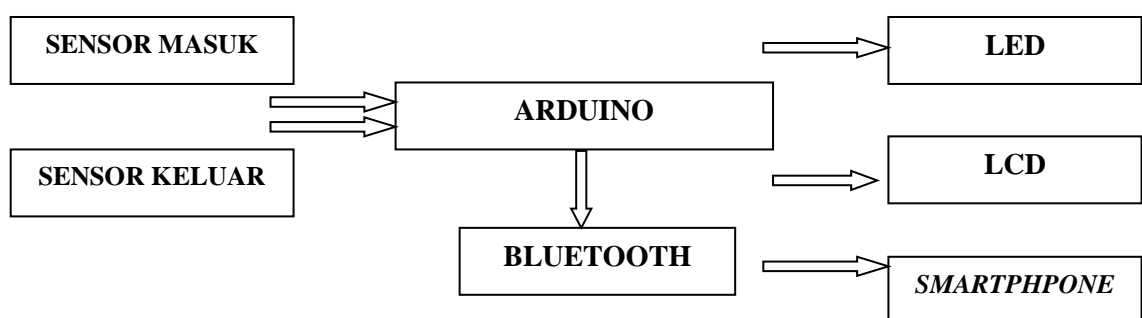 SENSOR MASUK
SENSOR KELUAR
ARDUINO
BLUETOOTH
LED
LCD
SMARTPHPONE